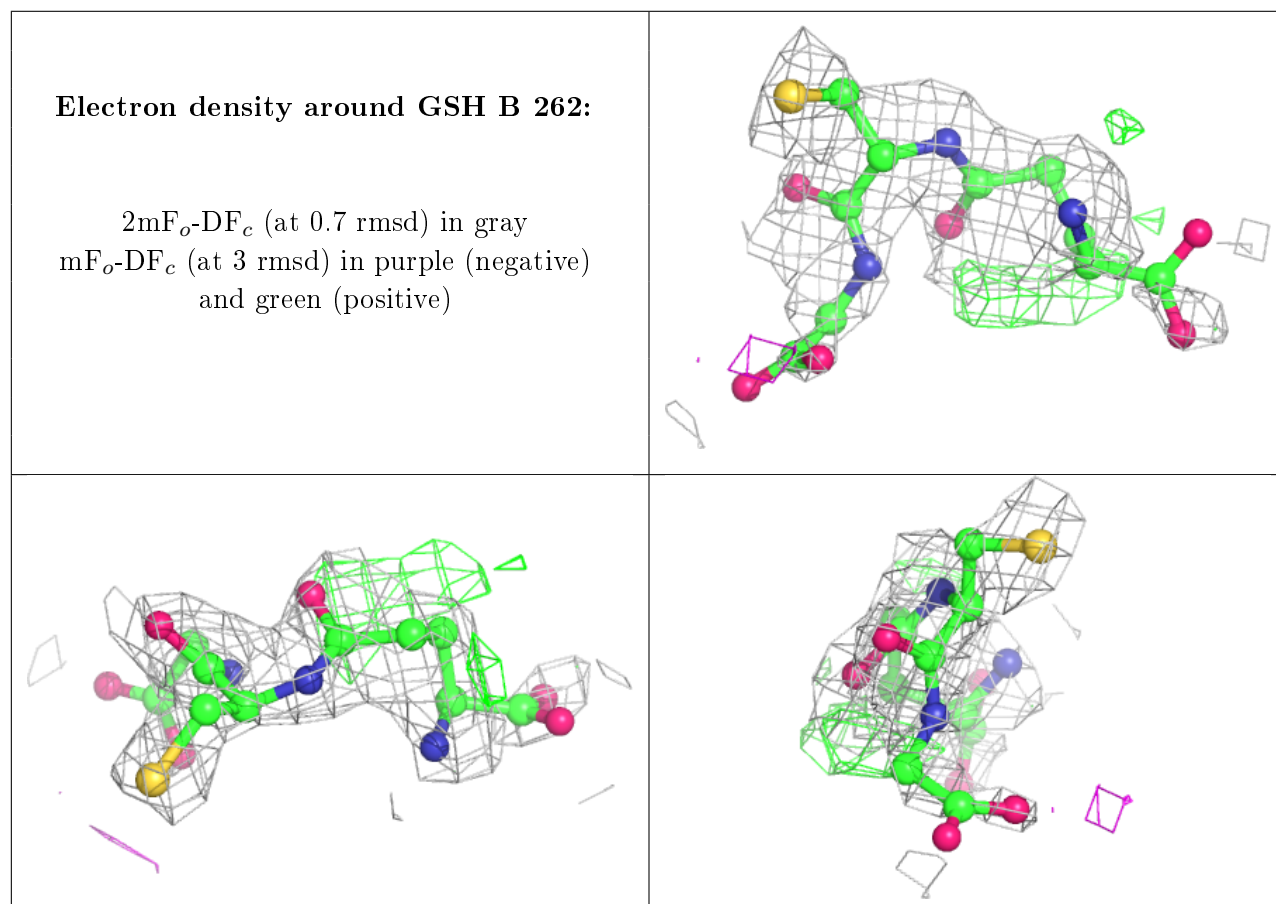 Electron density around GSH B 262:
2mFₒ-DF𝒸 (at 0.7 rmsd) in gray
mFₒ-DF𝒸 (at 3 rmsd) in purple (negative)
and green (positive)